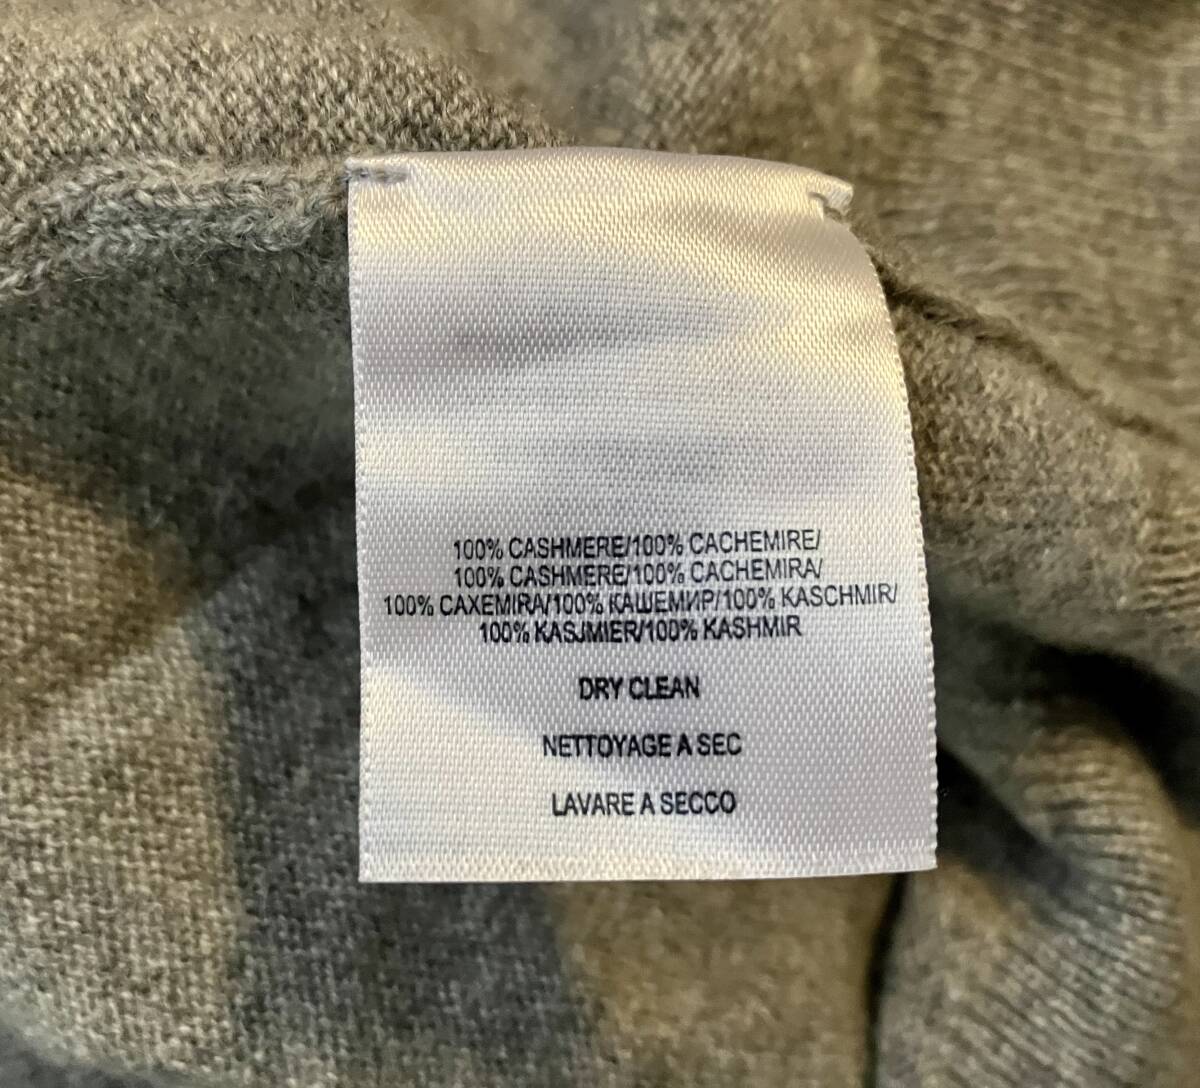 100% CASHMERE/100% CACHEMIRE/
100% CASHMERE/100% CACHEMIRA/
100% CAXEMIRA/100% КАШЕМИР/100% KASCHMIR/
100% KASJMIER/100% KASHMIR
DRY CLEAN
NETTOYAGE A SEC
LAVARE A SECCO